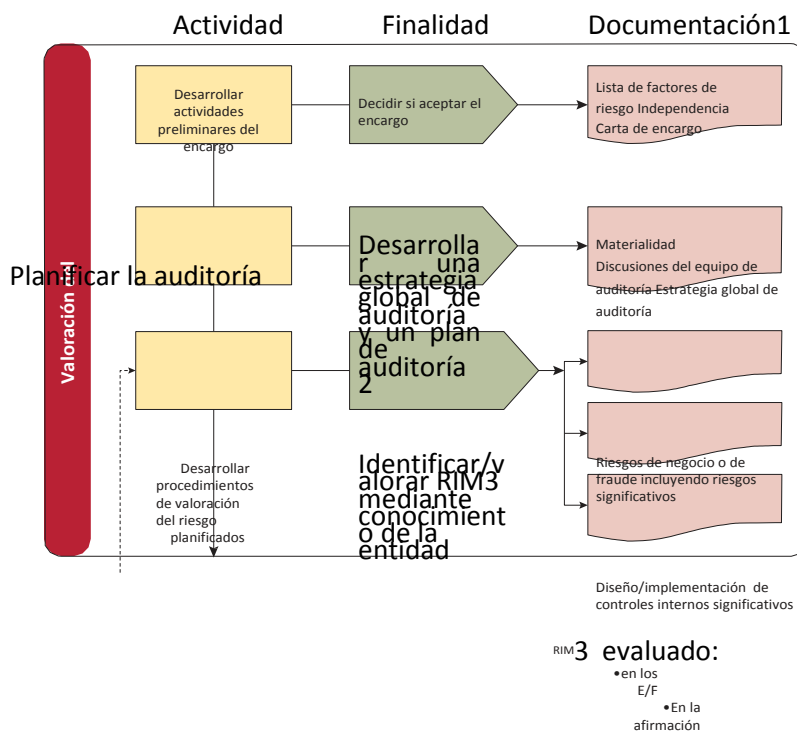 Actividad
Finalidad
Documentación1
Desarrollar
actividades
preliminares del
encargo
Decidir si aceptar el
encargo
Lista de factores de
riesgo Independencia
Carta de encargo
Planificar la auditoría
Desarrolla
r una
estrategia
global de
auditoría
y un plan
de
auditoría
2
Materialidad
Discusiones del equipo de
auditoría Estrategia global de
auditoría
Desarrollar
procedimientos
de valoración
del riesgo
planificados
Identificar/v
alorar RIM3
mediante
conocimient
o de la
entidad
Riesgos de negocio o de
fraude incluyendo riesgos
significativos
Diseño/implementación de
controles internos significativos
RIM3 evaluado:
•en los
E/F
•En la
afirmación